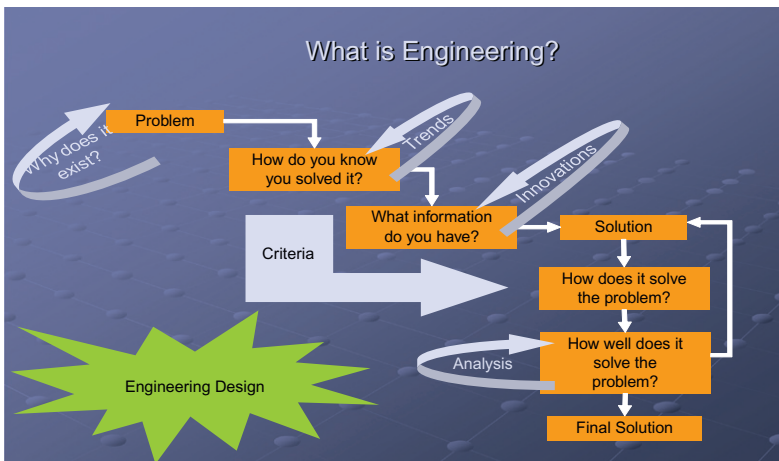 What is Engineering?
Problem
Why does it
exist?
Trends
How do you know
you solved it?
Innovations
What information
do you have?
Solution
Criteria
How does it solve
the problem?
How well does it
solve the
problem?
Analysis
Engineering Design
Final Solution